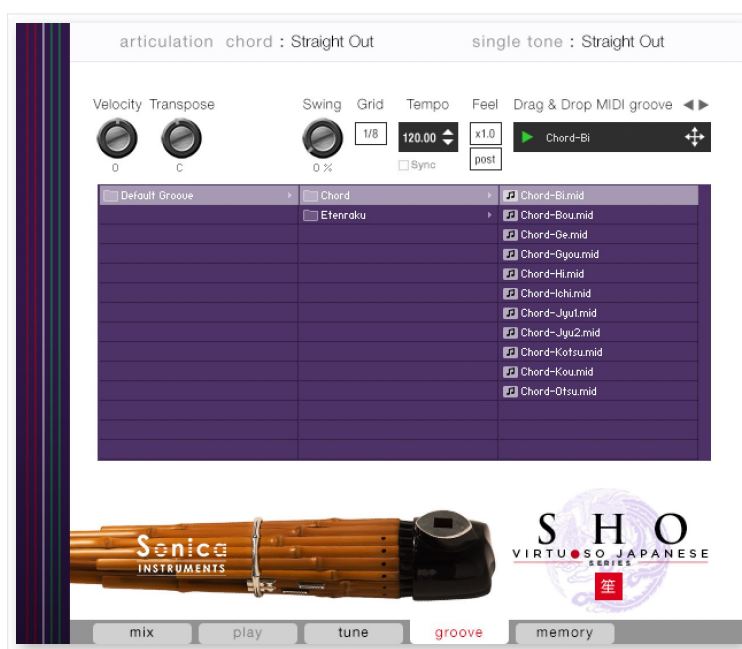 articulation chord : Straight Out single tone : Straight Out
Velocity Transpose Swing Grid Tempo Feel Drag & Drop MIDI groove
1/8 120.00 x1.0 Chord-Bi
0 C 0 % Sync post
Default Groove Chord Chord-Bi.mid
Etenraku Chord-Bou.mid
Chord-Ge.mid
Chord-Gyou.mid
Chord-Hi.mid
Chord-Ichi.mid
Chord-Jyu1.mid
Chord-Jyu2.mid
Chord-Kotsu.mid
Chord-Kou.mid
Chord-Otsu.mid
Sonica
INSTRUMENTS
SHO
VIRTUOSO JAPANESE
SERIES
笙
mix play tune groove memory